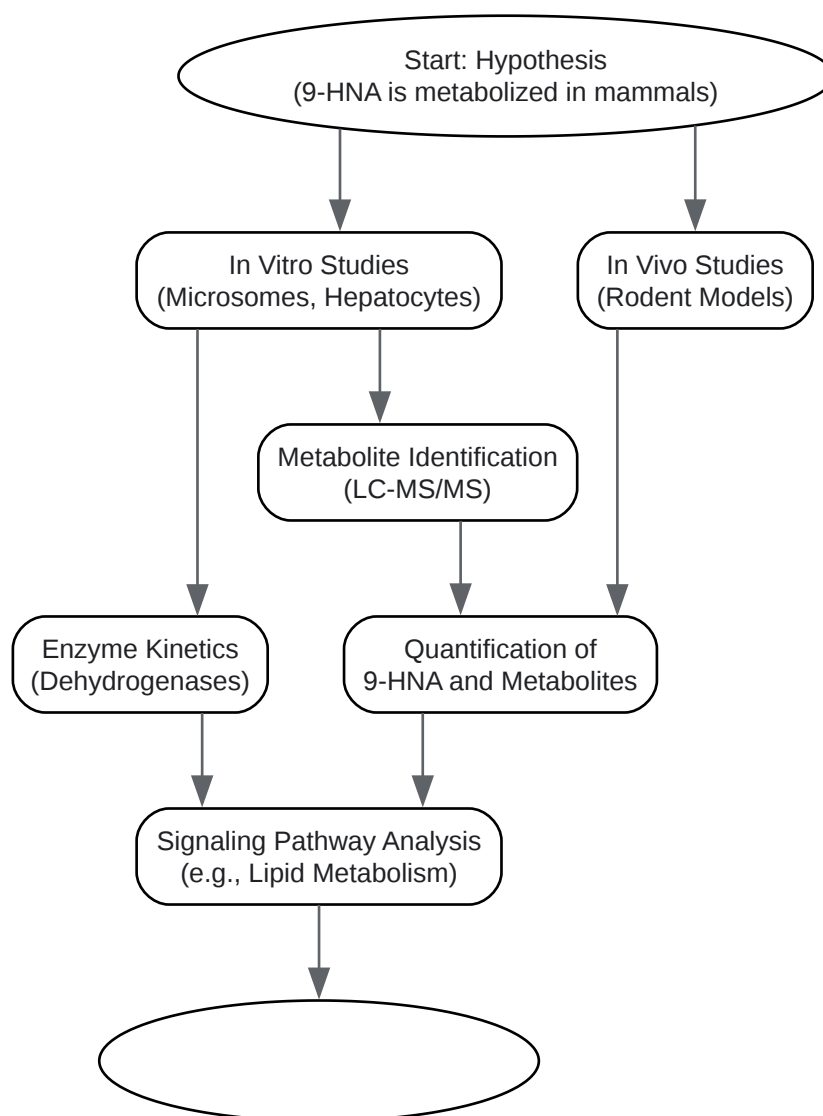 Start: Hypothesis
(9-HNA is metabolized in mammals)
In Vitro Studies
(Microsomes, Hepatocytes)
In Vivo Studies
(Rodent Models)
Metabolite Identification
(LC-MS/MS)
Enzyme Kinetics
(Dehydrogenases)
Quantification of
9-HNA and Metabolites
Signaling Pathway Analysis
(e.g., Lipid Metabolism)